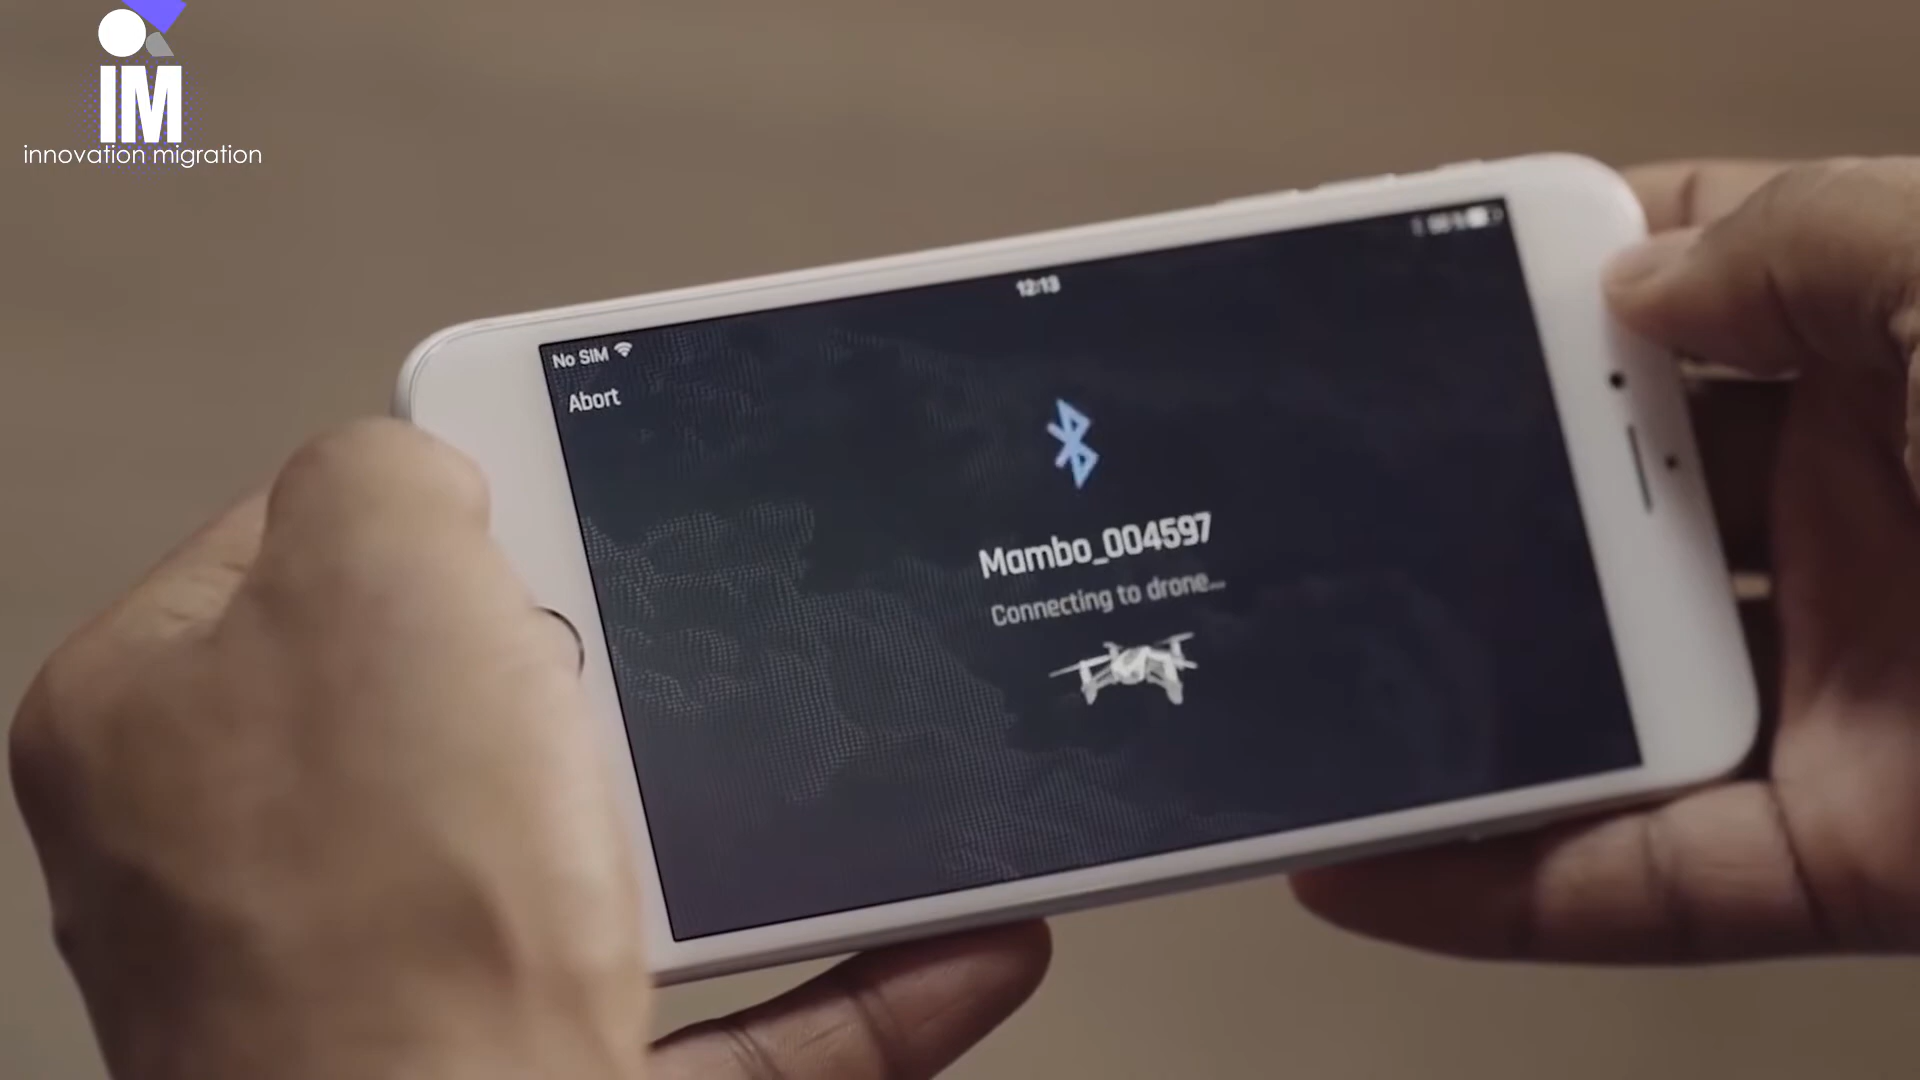 IM
innovation migration
12:13
No SIM
Abort
Mambo_004597
Connecting to drone...